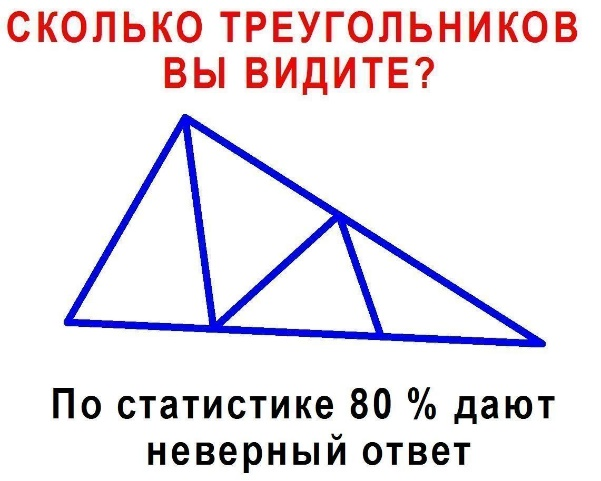 СКОЛЬКО ТРЕУГОЛЬНИКОВ
ВЫ ВИДИТЕ?
По статистике 80 % дают
неверный ответ